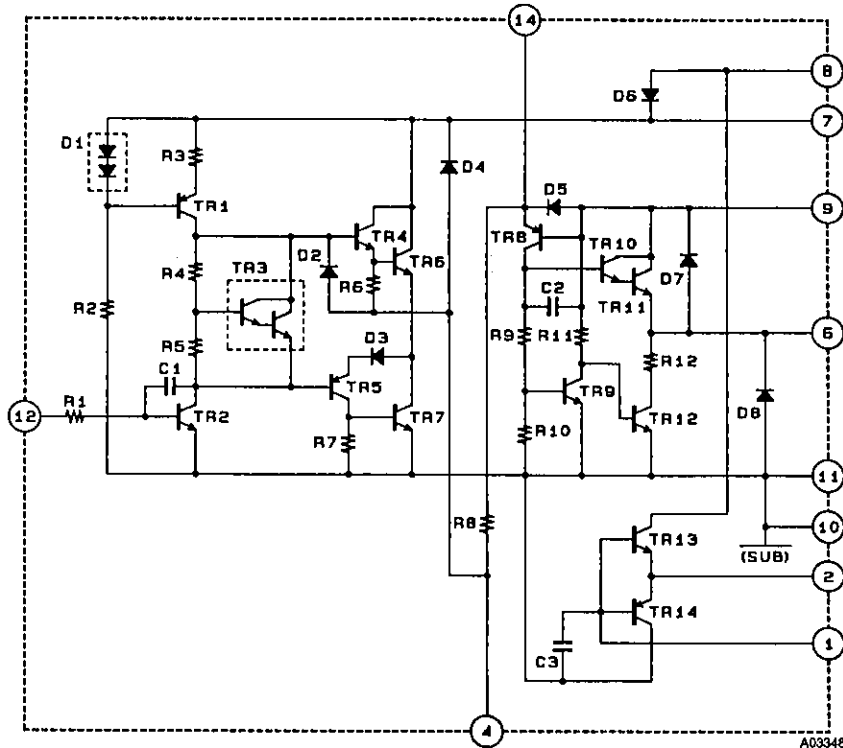 14
8
D6
7
D1
R3
D4
D5
9
TR1
TR8
TR4
TR10
D2
TR6
D7
R4
TR3
R6
C2
TR11
R2
6
D3
R9
R11
R5
R12
C1
TR5
TR9
D8
12
R1
TR2
TR7
TR12
R7
R10
11
R8
10
TR13
(SUB)
2
TR14
1
C3
4
A03348